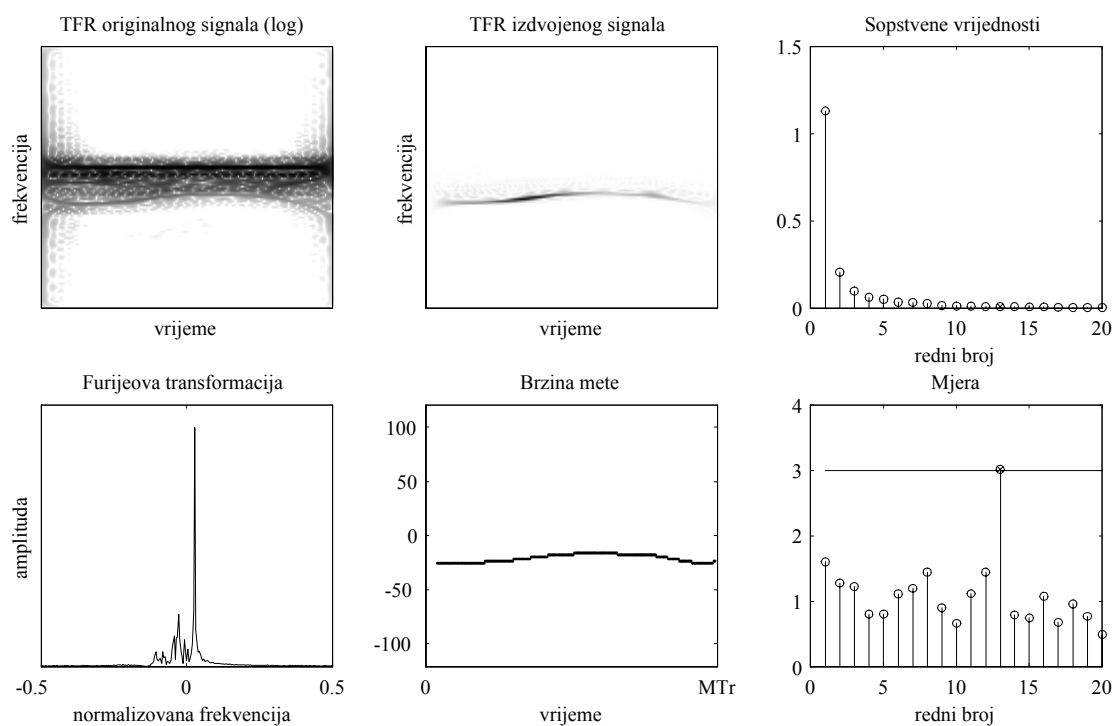 TFR originalnog signala (log)
frekvencija
vrijeme
TFR izdvojenog signala
frekvencija
vrijeme
Sopstvene vrijednosti
1.5
1
0.5
0
0 5 10 15 20
redni broj
Furijeova transformacija
amplituda
-0.5 0 0.5
normalizovana frekvencija
Brzina mete
100
50
0
-50
-100
0 MTr
vrijeme
Mjera
4
3
2
1
0
0 5 10 15 20
redni broj